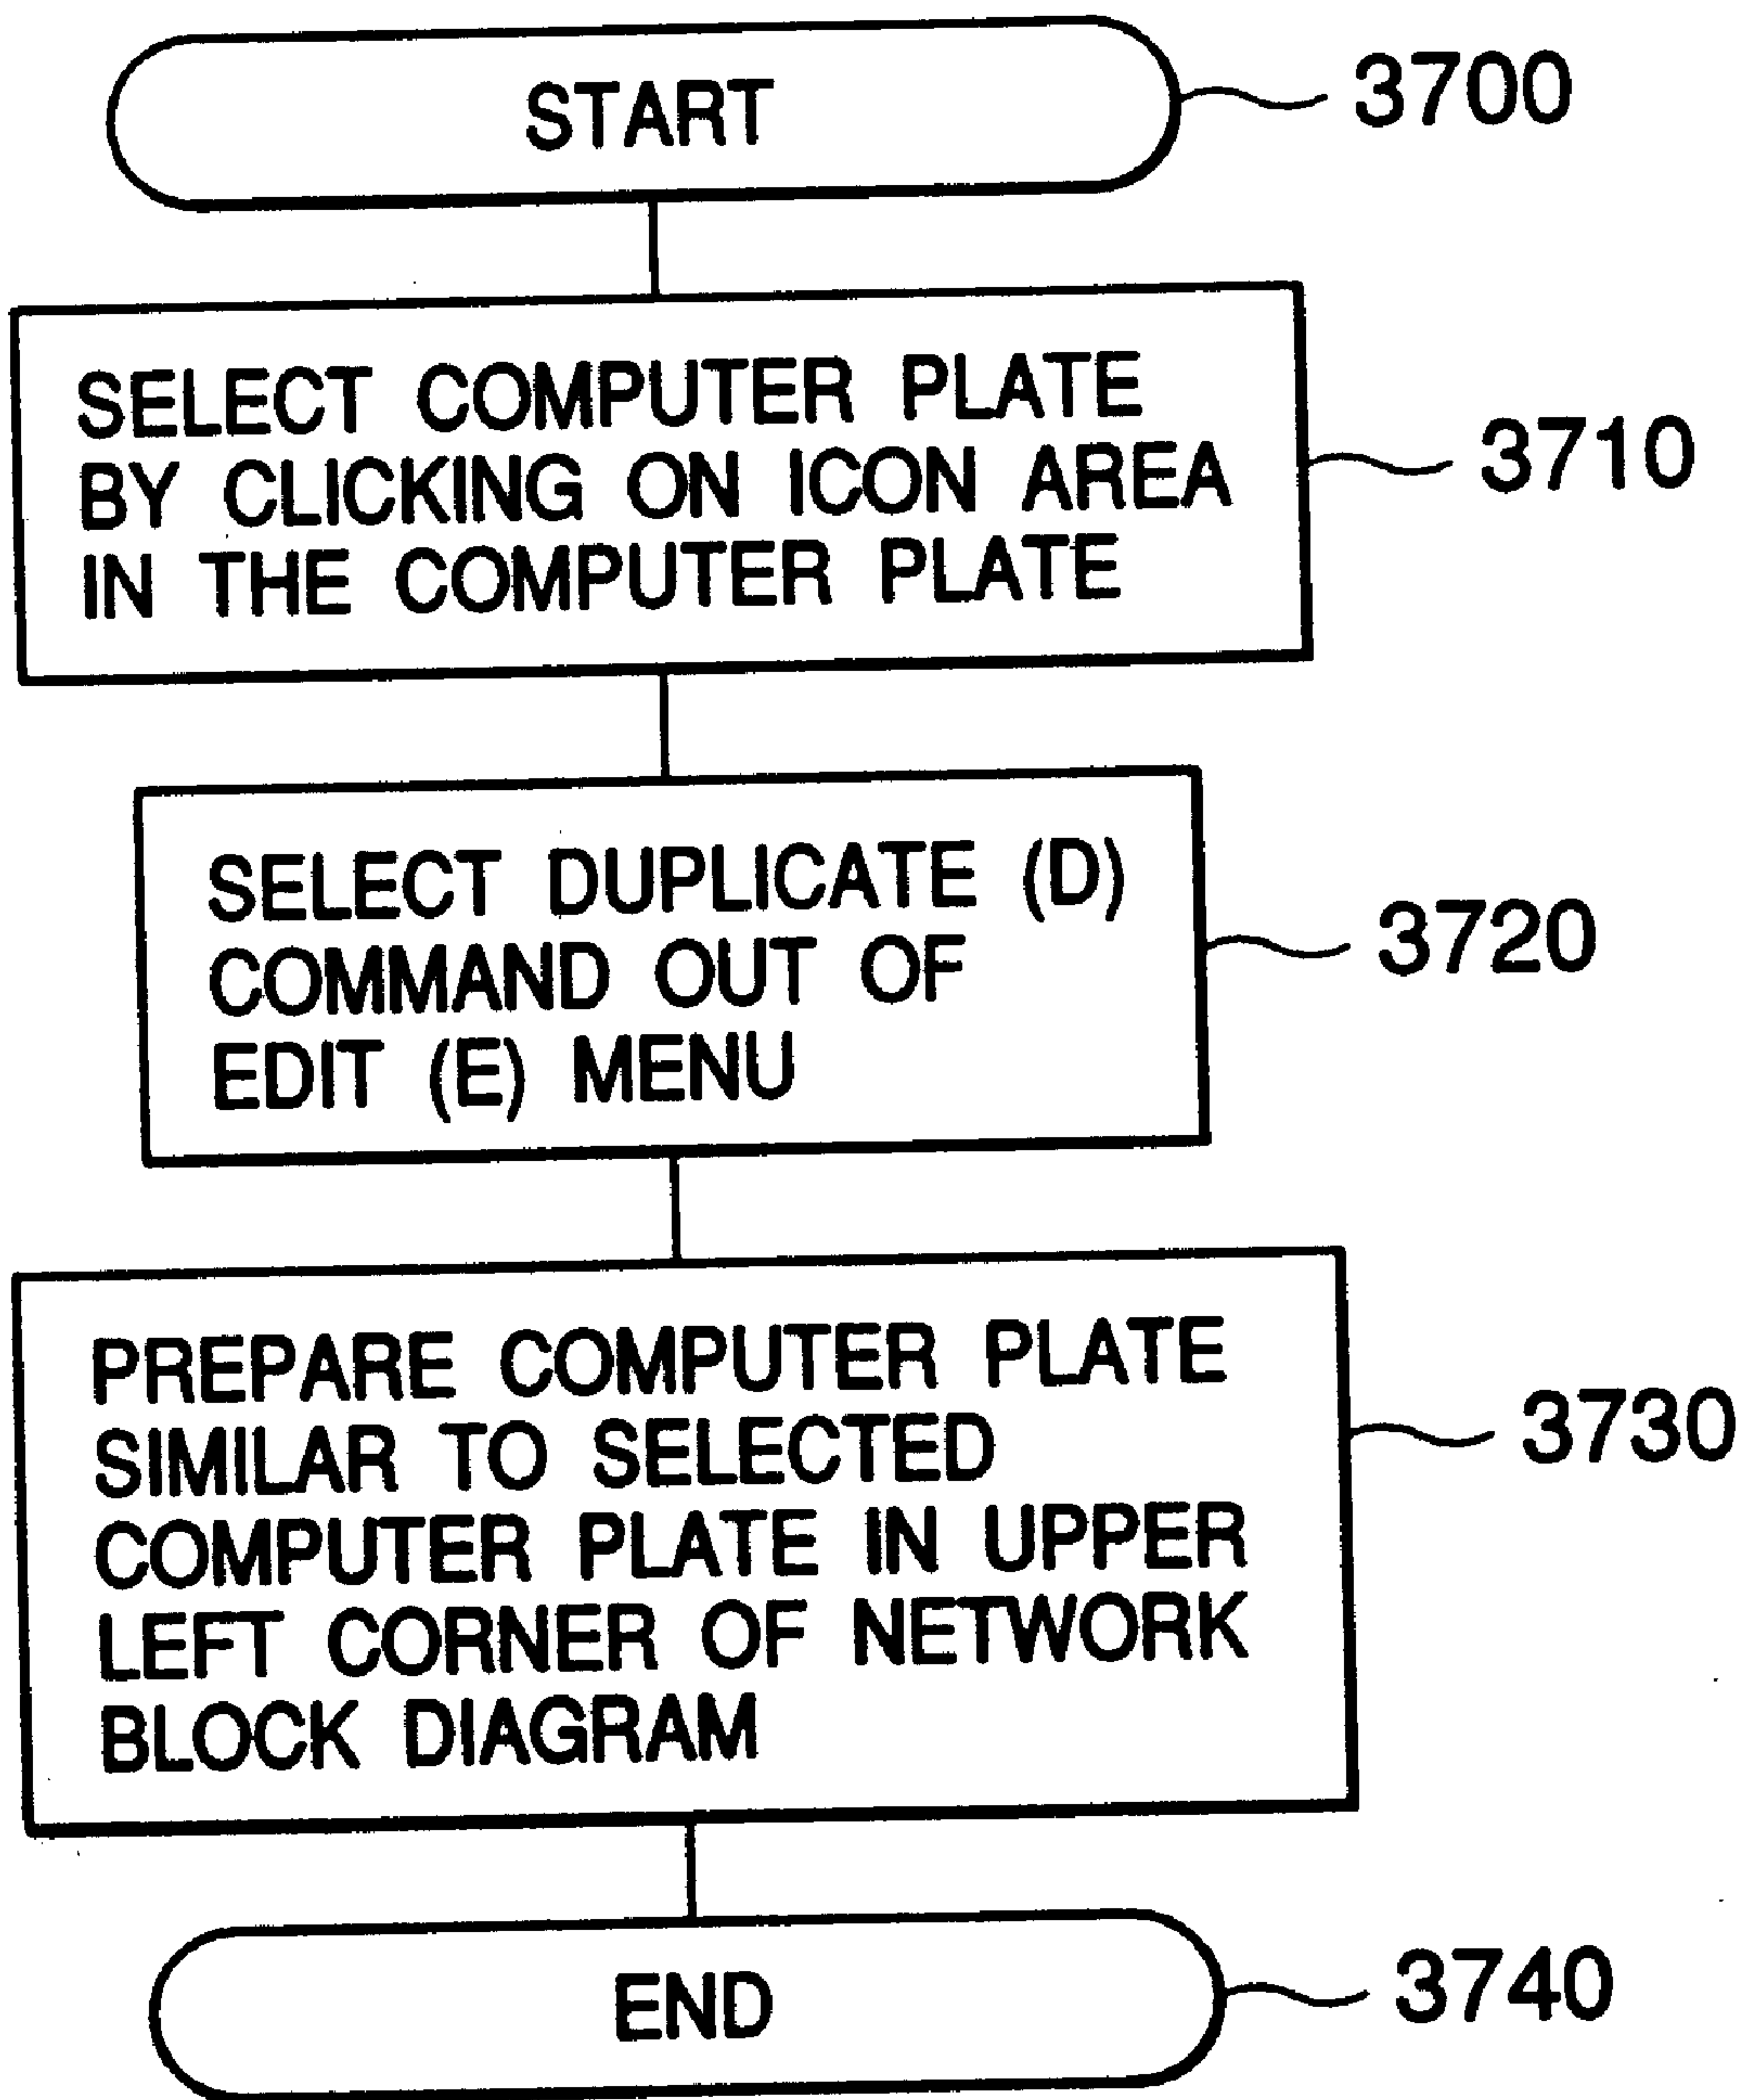 START
3700
SELECT COMPUTER PLATE
BY CLICKING ON ICON AREA
IN THE COMPUTER PLATE
3710
SELECT DUPLICATE (D)
COMMAND OUT OF
EDIT (E) MENU
3720
PREPARE COMPUTER PLATE
SIMILAR TO SELECTED
COMPUTER PLATE IN UPPER
LEFT CORNER OF NETWORK
BLOCK DIAGRAM
3730
END
3740